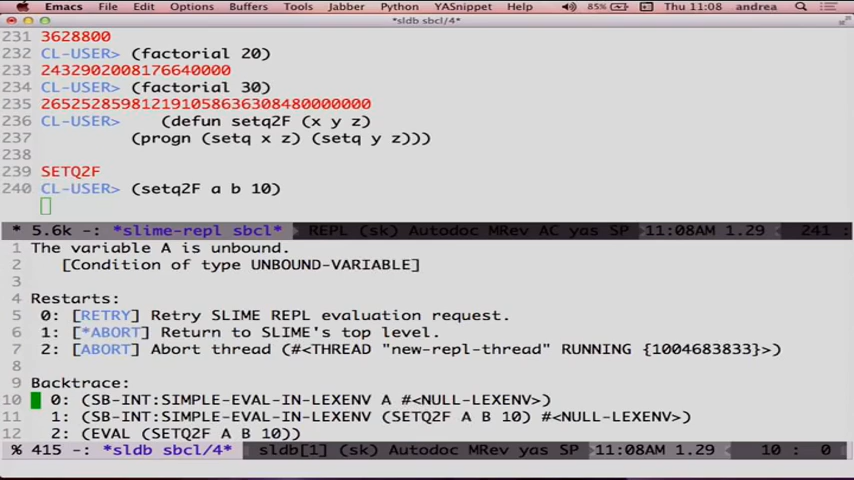 Emacs File Edit Options Buffers Tools Jabber Python YASnippet Help 85% Thu 11:08 andrea
*sldb sbcl/4*
231 3628800
232 CL-USER> (factorial 20)
233 2432902008176640000
234 CL-USER> (factorial 30)
235 265252859812191058636308480000000
236 CL-USER> (defun setq2F (x y z)
237 (progn (setq x z) (setq y z)))
238
239 SETQ2F
240 CL-USER> (setq2F a b 10)
* 5.6k -: *slime-repl sbcl* REPL (sk) Autodoc MRev AC yas SP 11:08AM 1.29 241 :
1 The variable A is unbound.
2 [Condition of type UNBOUND-VARIABLE]
3
4 Restarts:
5 0: [RETRY] Retry SLIME REPL evaluation request.
6 1: [*ABORT] Return to SLIME's top level.
7 2: [ABORT] Abort thread (#<THREAD "new-repl-thread" RUNNING {1004683833}>)
8
9 Backtrace:
10 0: (SB-INT:SIMPLE-EVAL-IN-LEXENV A #<NULL-LEXENV>)
11 1: (SB-INT:SIMPLE-EVAL-IN-LEXENV (SETQ2F A B 10) #<NULL-LEXENV>)
12 2: (EVAL (SETQ2F A B 10))
% 415 -: *sldb sbcl/4* sldb[1] (sk) Autodoc MRev yas SP 11:08AM 1.29 10 : 0